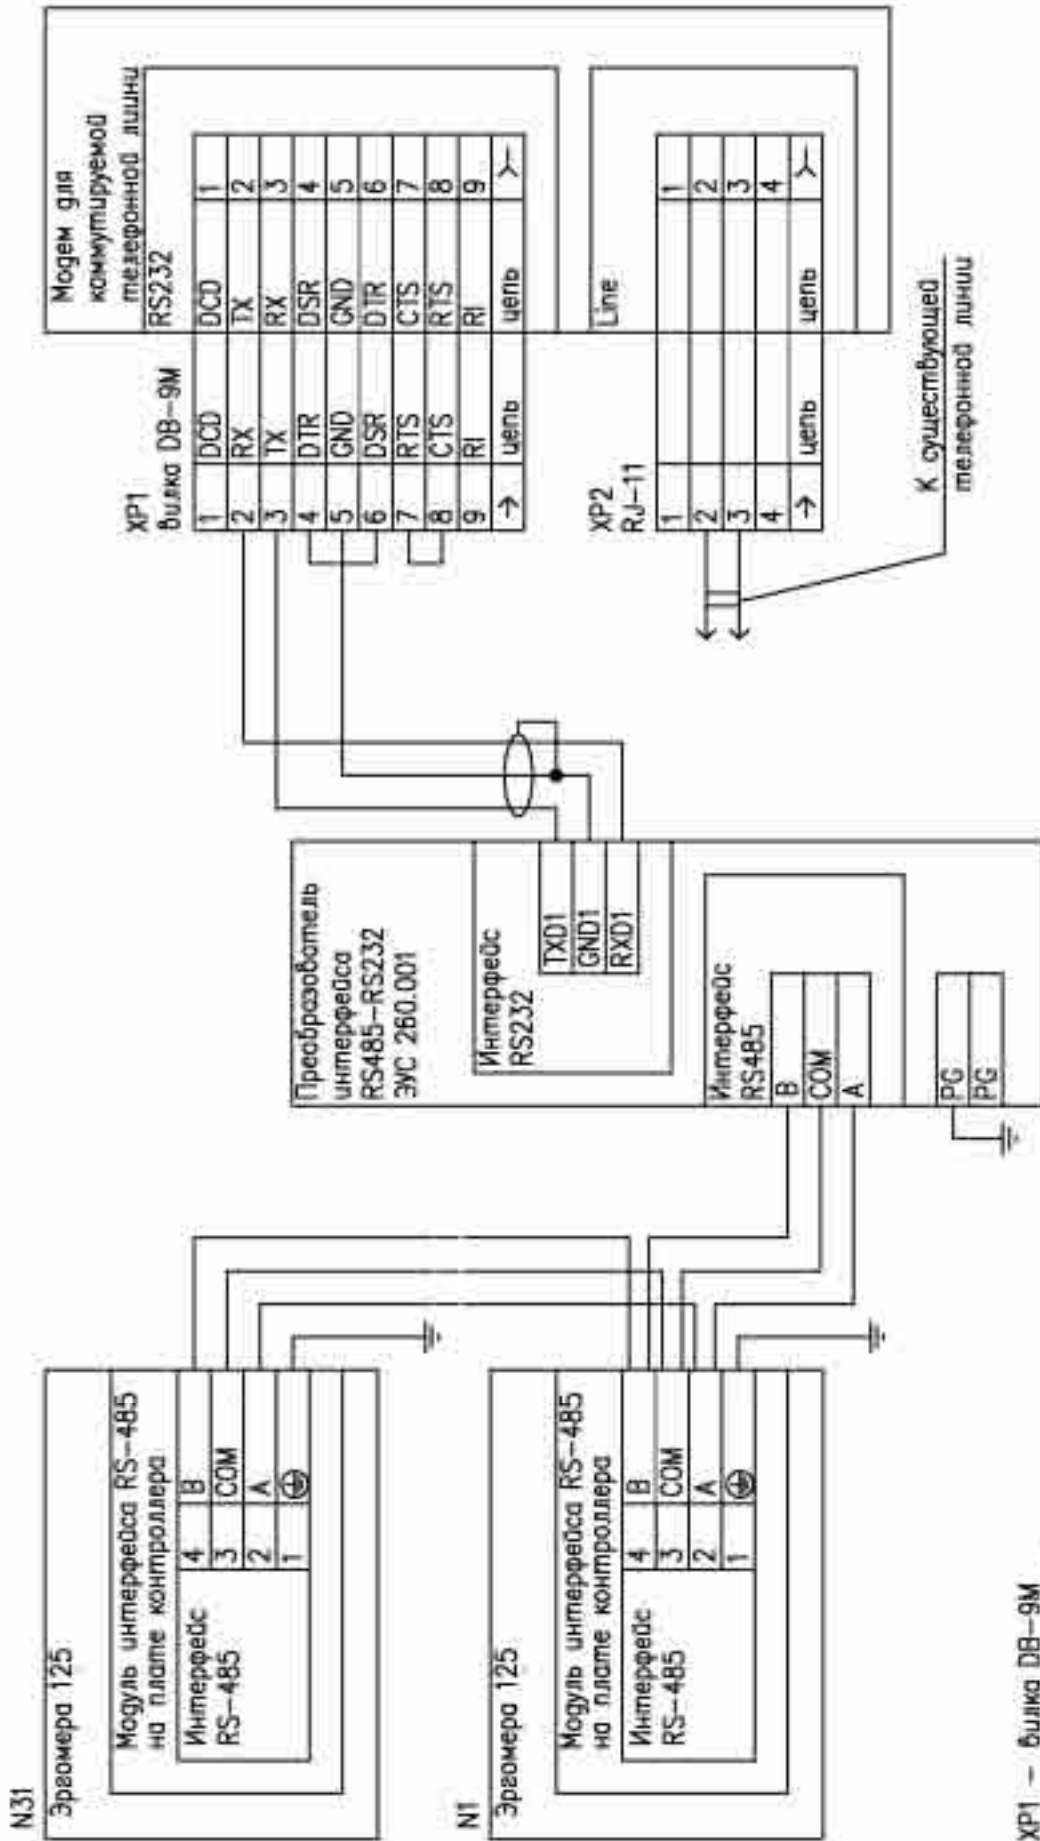 N31
Эргомера 125
Модуль интерфейса RS-485
на плате контроллера
Интерфейс
RS-485
4 B
3 COM
2 A
1
N1
Эргомера 125
Модуль интерфейса RS-485
на плате контроллера
Интерфейс
RS-485
4 B
3 COM
2 A
1
Преобразователь
интерфейса
RS485-RS232
ЭУС 260.001
Интерфейс
RS232
TXD1
GND1
RXD1
Интерфейс
RS485
B
COM
A
PG
PG
XP1
вилка DB-9M
1 DCD
2 RX
3 TX
4 DTR
5 GND
6 DSR
7 RTS
8 CTS
9 RI
→ цепь
Модем для
коммутируемой
телефонной линии
RS232
DCD 1
TX 2
RX 3
DSR 4
GND 5
DTR 6
CTS 7
RTS 8
RI 9
цепь >–
XP2
RJ-11
1
2
3
4
→ цепь
Line
1
2
3
4
цепь >–
К существующей
телефонной линии
XP1 – вилка DB-9M